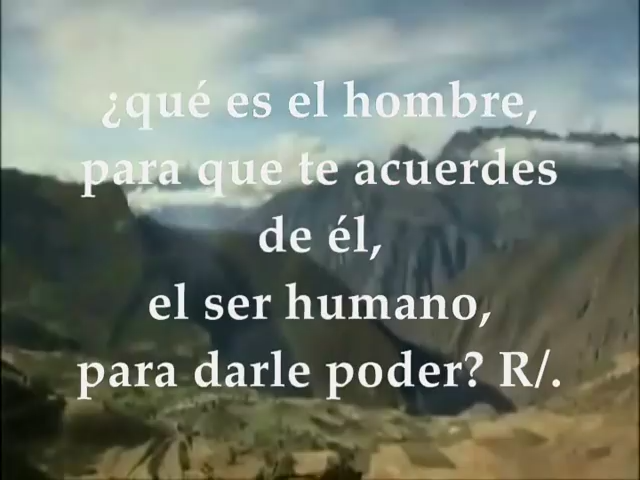 ¿qué es el hombre,
para que te acuerdes
de él,
el ser humano,
para darle poder? R/.